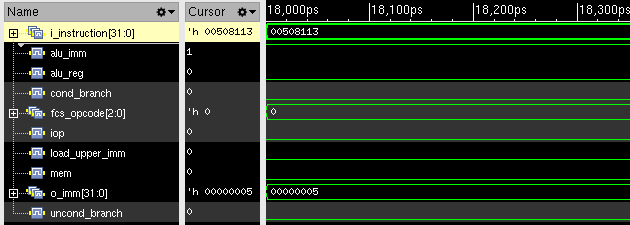 Name Cursor 18,000ps 18,100ps 18,200ps 18,300ps
i_instruction[31:0] 'h 00508113 00508113
alu_imm 1
alu_reg 0
cond_branch 0
fcs_opcode[2:0] 'h 0 0
iop 0
load_upper_imm 0
mem 0
o_imm[31:0] 'h 00000005 00000005
uncond_branch 0